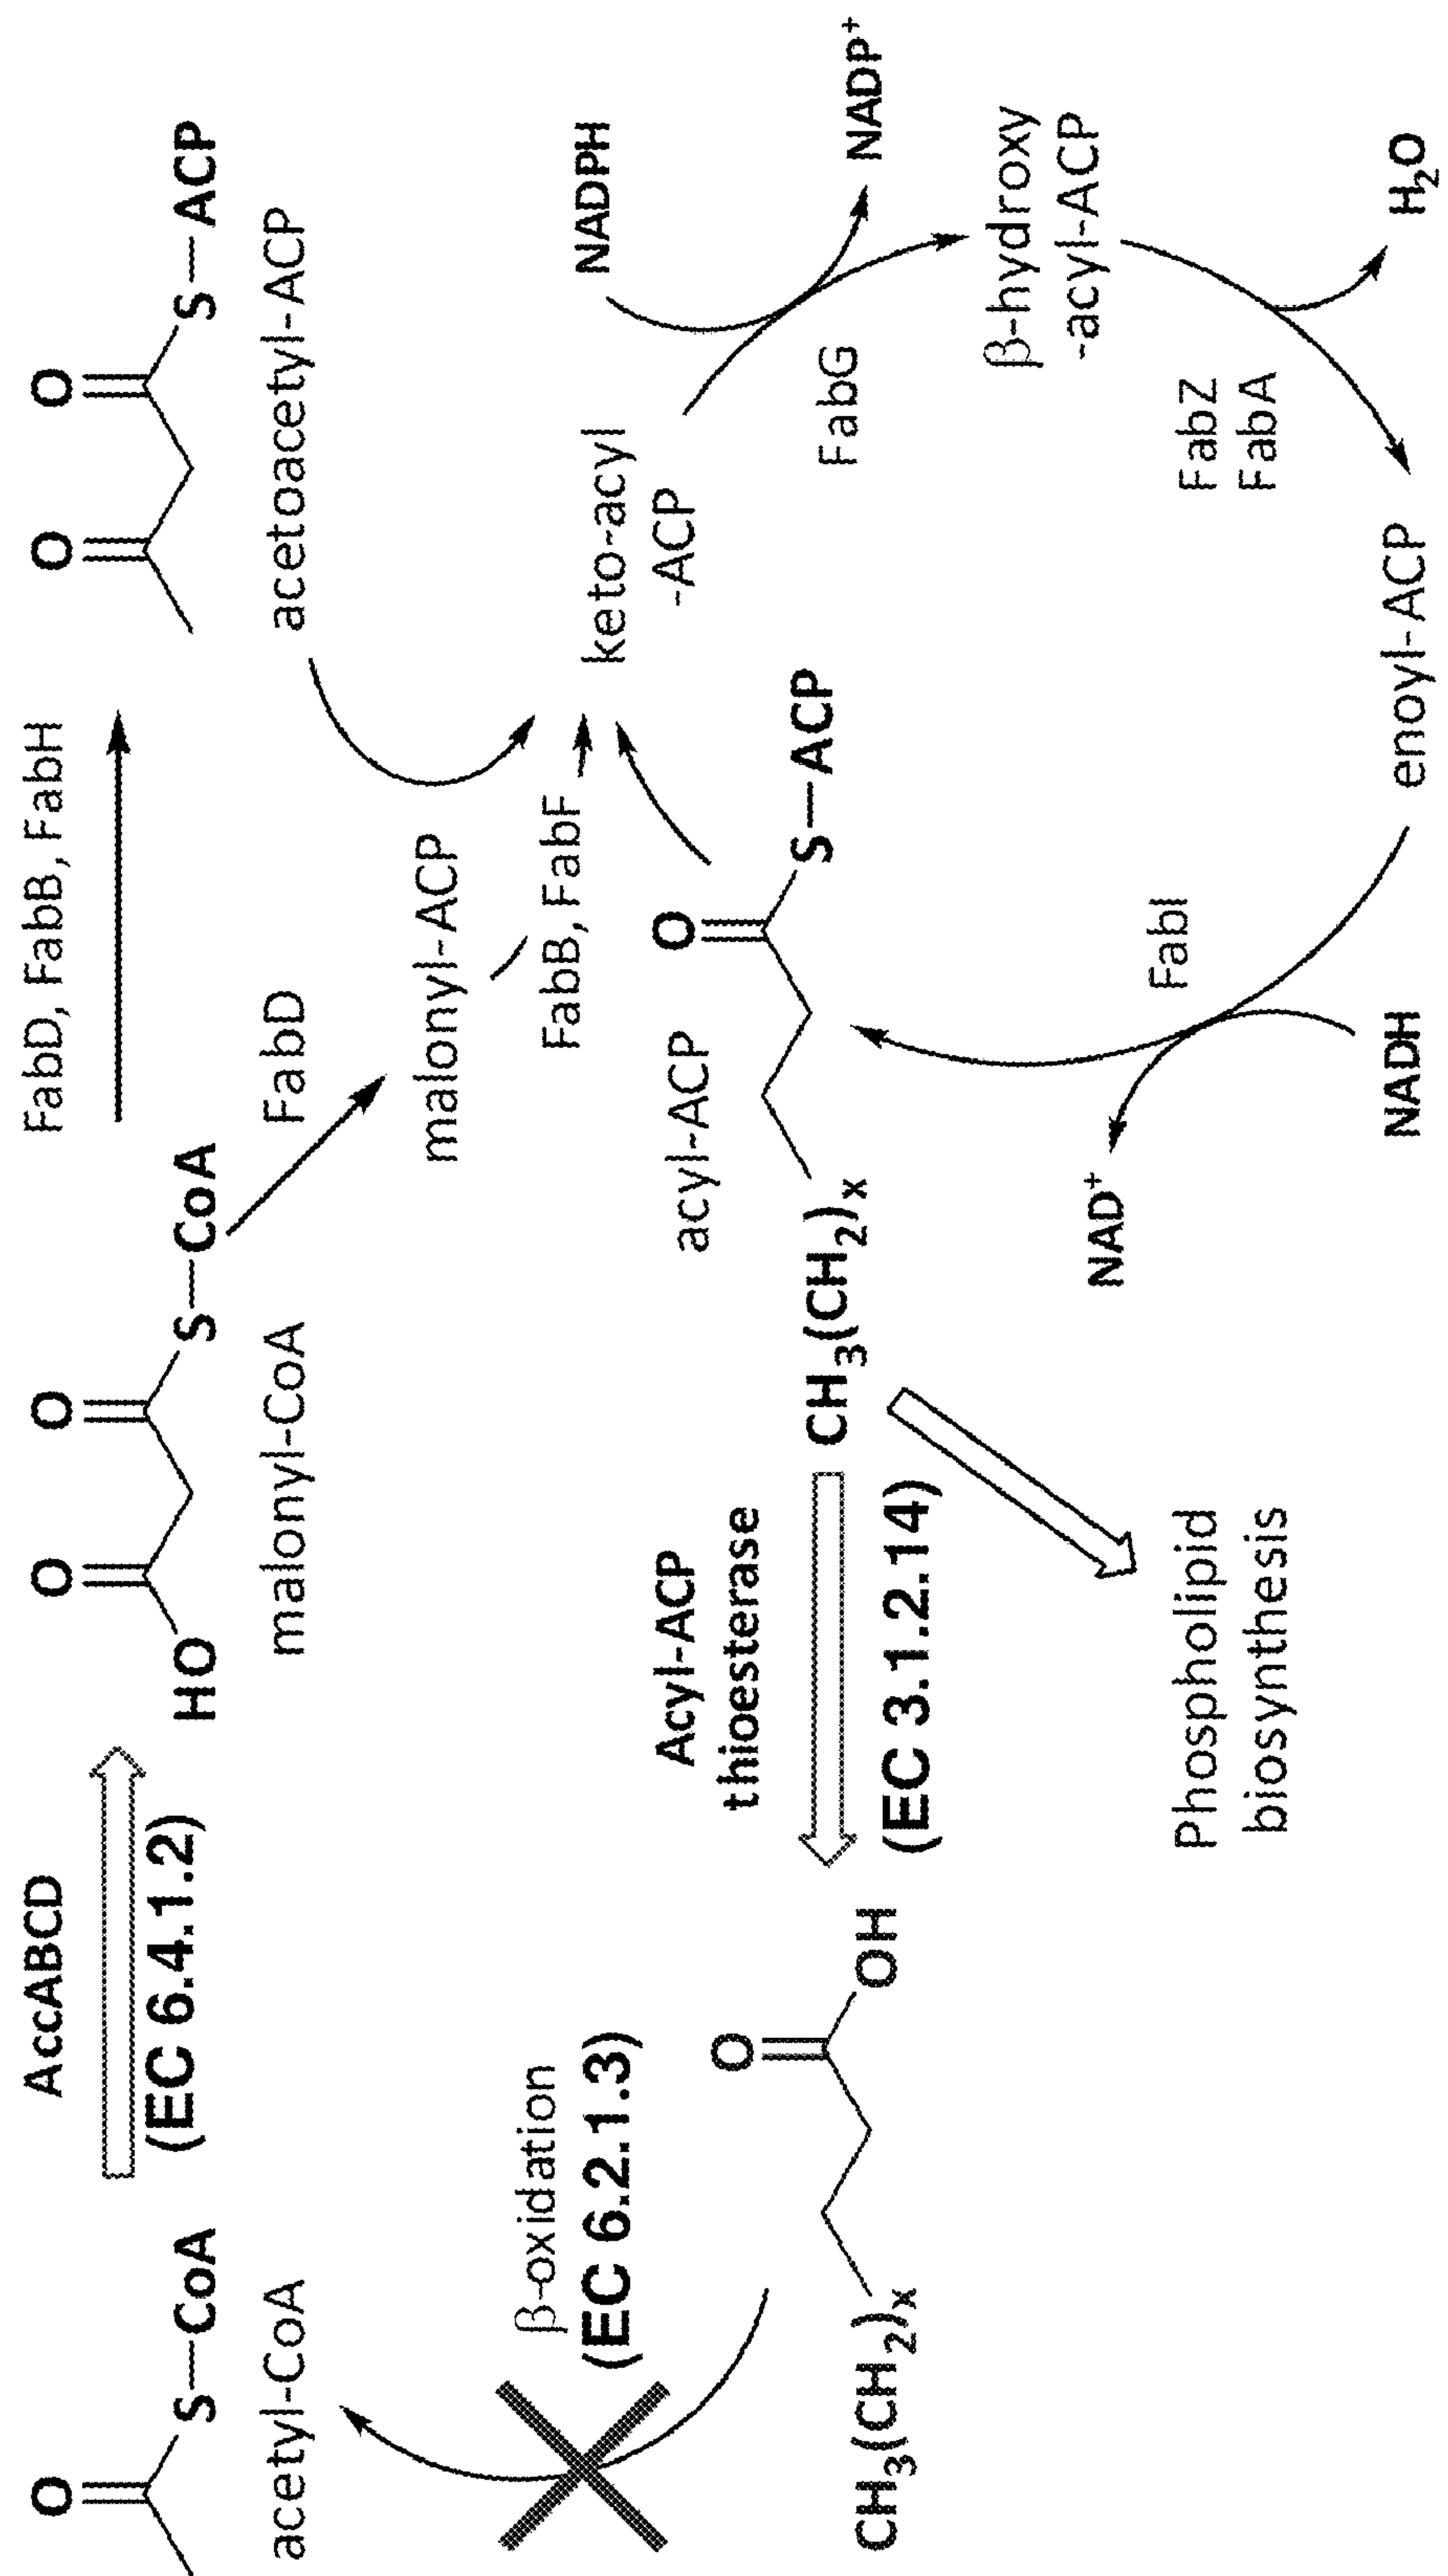 AccABCD
(EC 6.4.1.2)
FabD, FabB, FabH
O
S—CoA
acetyl-CoA
O O
HO S—CoA
malonyl-CoA
O O
S—ACP
acetoacetyl-ACP
FabD
malonyl-ACP
FabB, FabF
keto-acyl
-ACP
NADPH
FabG
NADP+
β-hydroxy
-acyl-ACP
FabZ
FabA
H2O
enoyl-ACP
FabI
NADH
NAD+
acyl-ACP
O
CH3(CH2)x S—ACP
Acyl-ACP
thioesterase
(EC 3.1.2.14)
Phospholipid
biosynthesis
β-oxidation
(EC 6.2.1.3)
O
OH
CH3(CH2)x